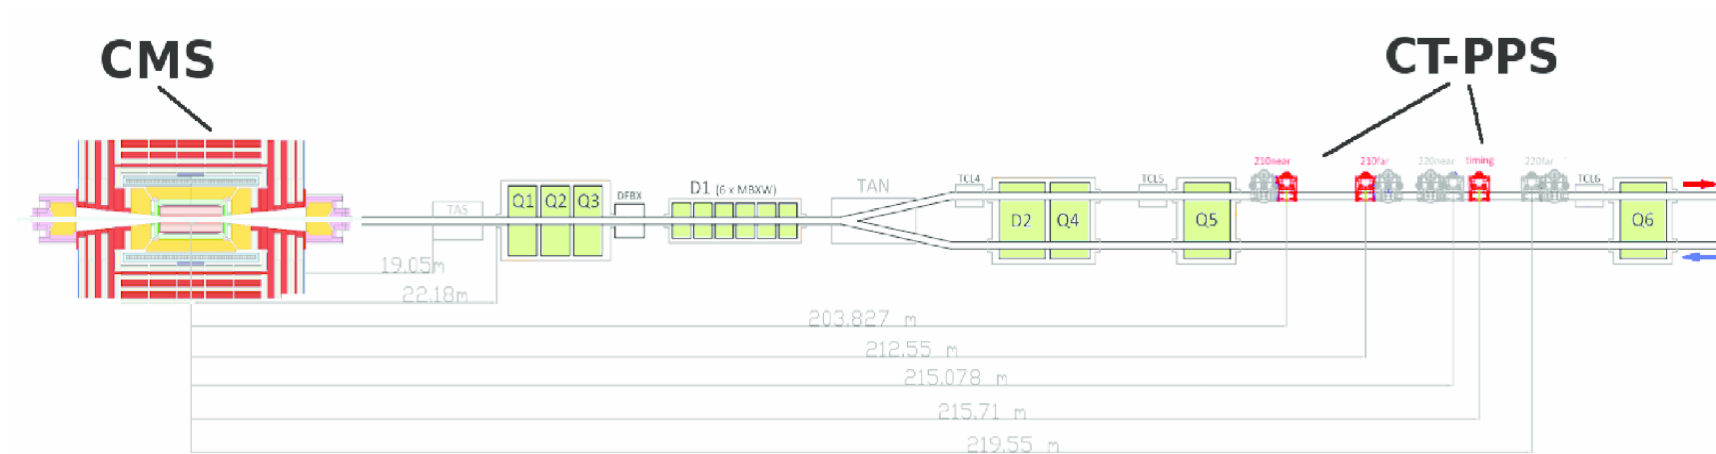 CMS
CT-PPS
210near
210far
220near
timing
220far
TAS
Q1 Q2 Q3
DFBX
D1 (6 x MBXW)
TAN
TCL4
D2 Q4
TCL5
Q5
TCL6
Q6
19.05m
22.18m
203.827 m
212.55 m
215.078 m
215.71 m
219.55 m